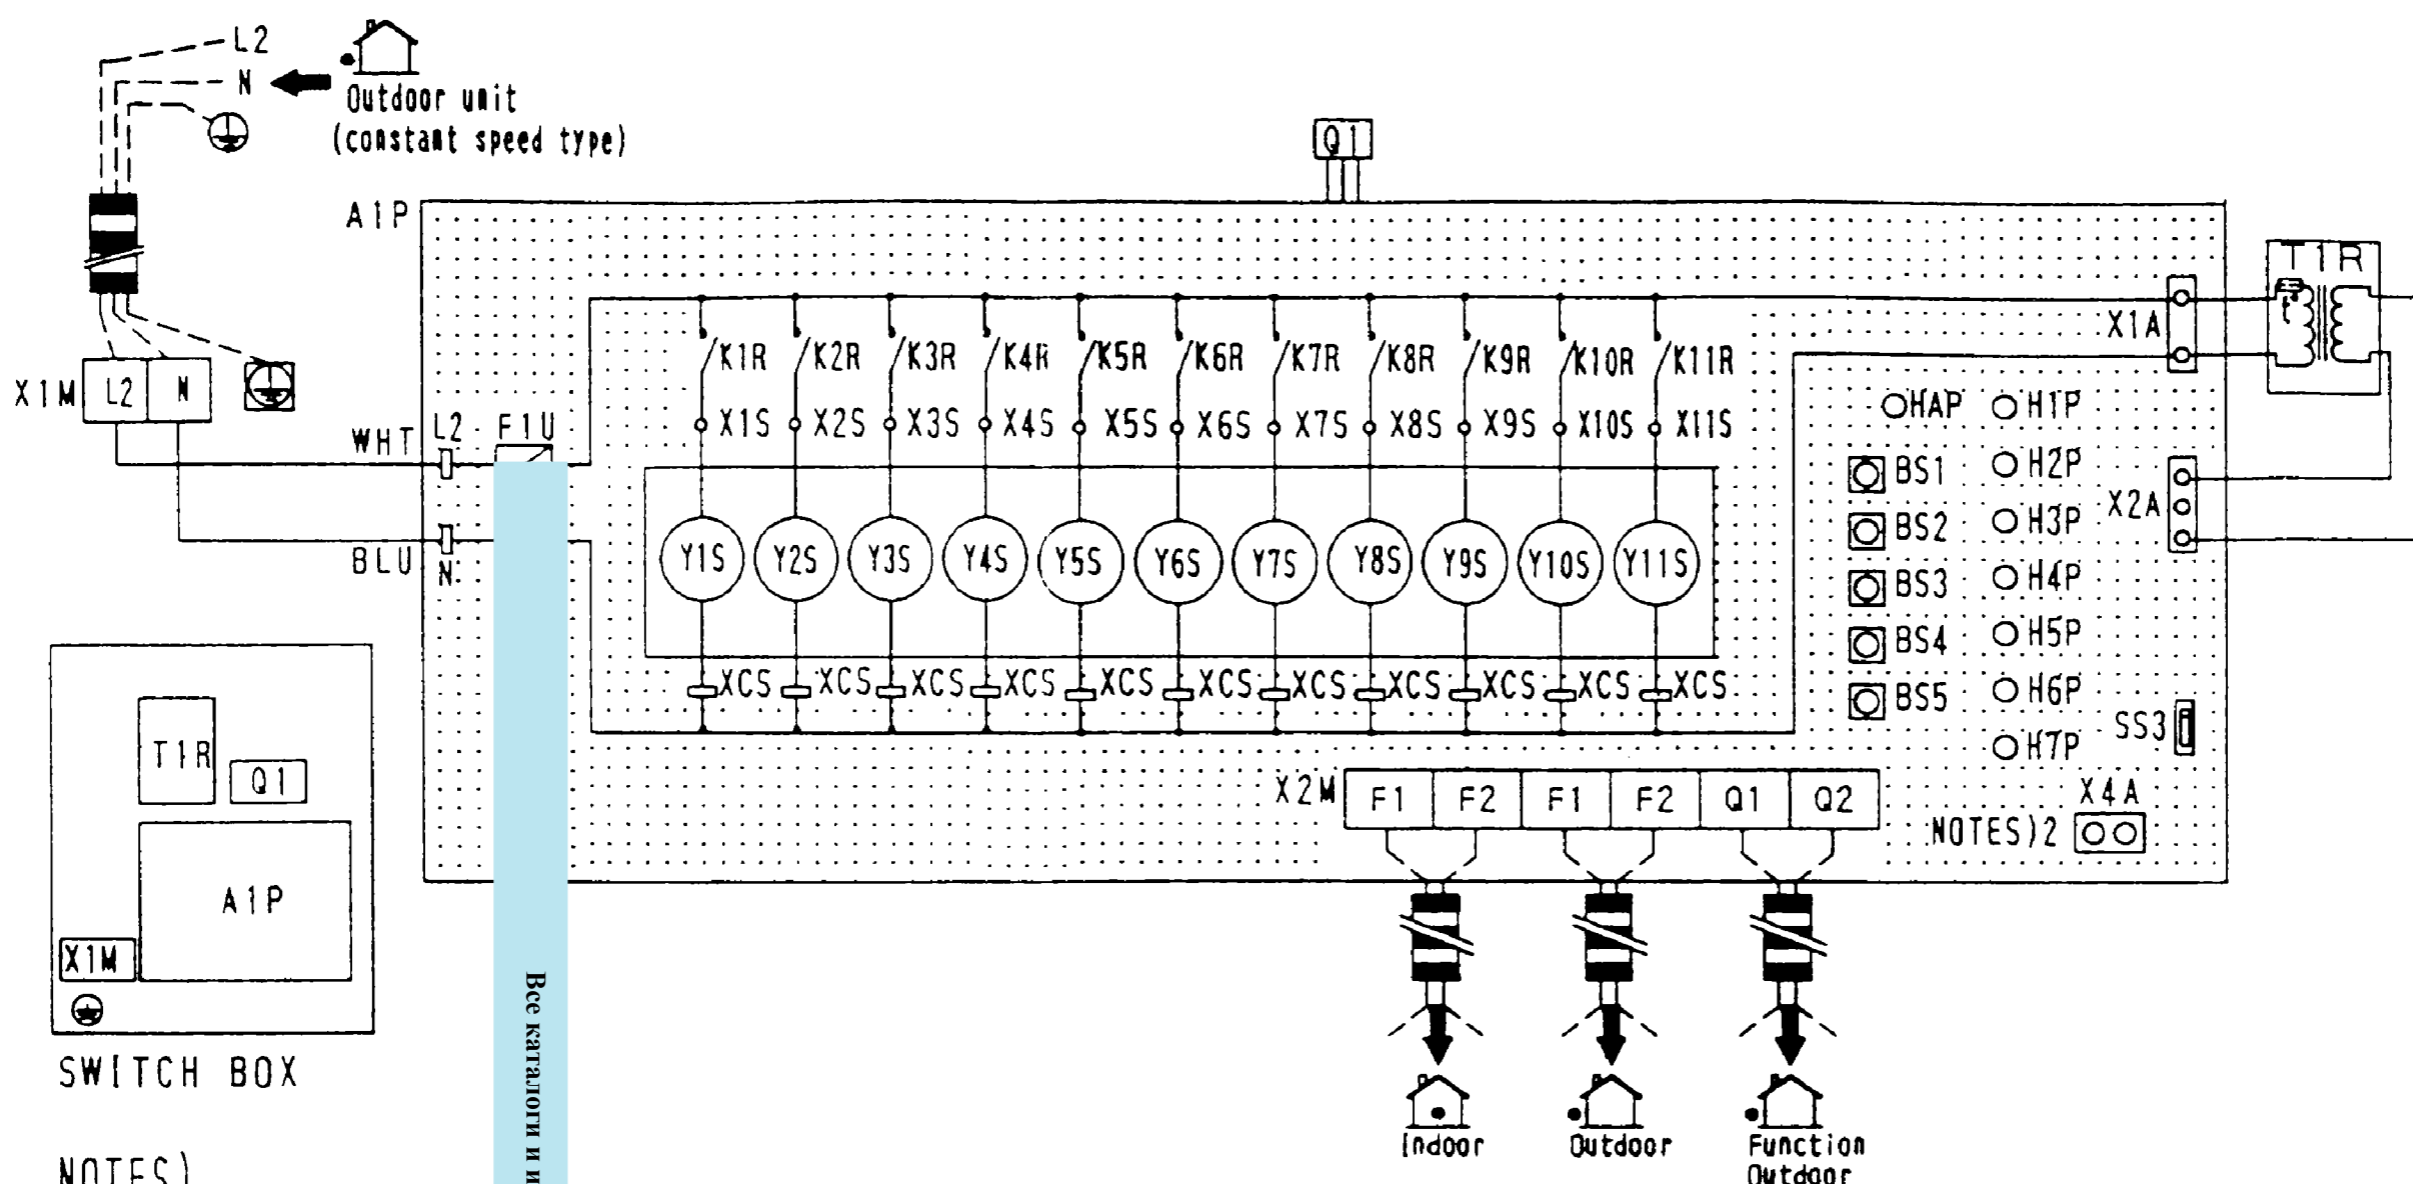 L2
N
Outdoor unit
(constant speed type)
Q1
A1P
T1R
X1A
K1R K2R K3R K4R K5R K6R K7R K8R K9R K10R K11R
X1M L2 N
HAP H1P
X1S X2S X3S X4S X5S X6S X7S X8S X9S X10S X11S
WHT L2 F1U
BS1 H2P
X2A
BS2 H3P
BLU N
Y1S Y2S Y3S Y4S Y5S Y6S Y7S Y8S Y9S Y10S Y11S
BS3 H4P
BS4 H5P
XCS XCS XCS XCS XCS XCS XCS XCS XCS XCS XCS
BS5 H6P
SS3
H7P
T1R
Q1
X2M F1 F2 F1 F2 Q1 Q2
X4A
NOTES)2
A1P
X1M
SWITCH BOX
Indoor
Outdoor
Function
Outdoor
NOTES)
Все каталоги и и